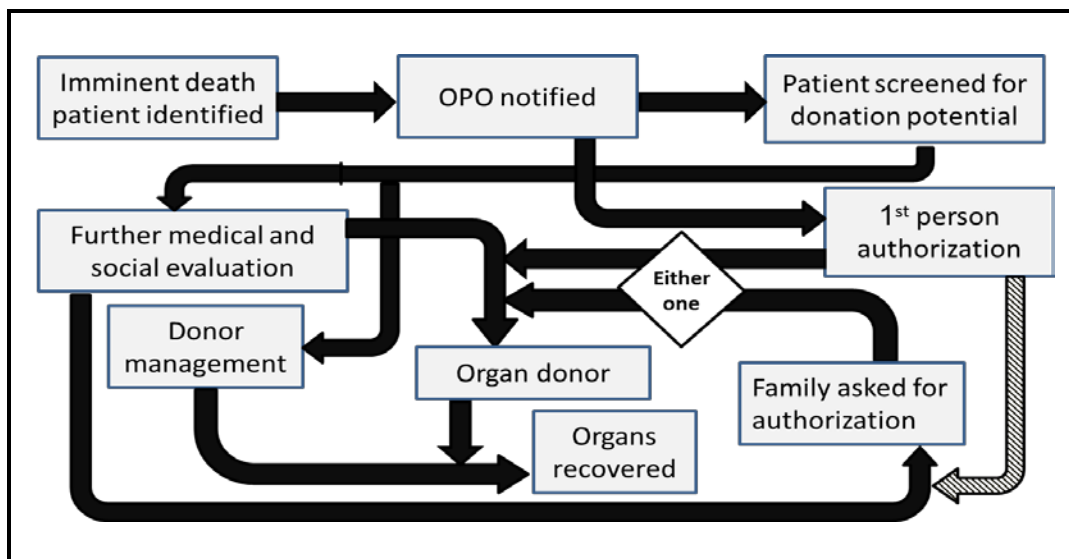 Imminent death
patient identified
OPO notified
Patient screened for
donation potential
Further medical and
social evaluation
1st person
authorization
Either
one
Donor
management
Organ donor
Family asked for
authorization
Organs
recovered